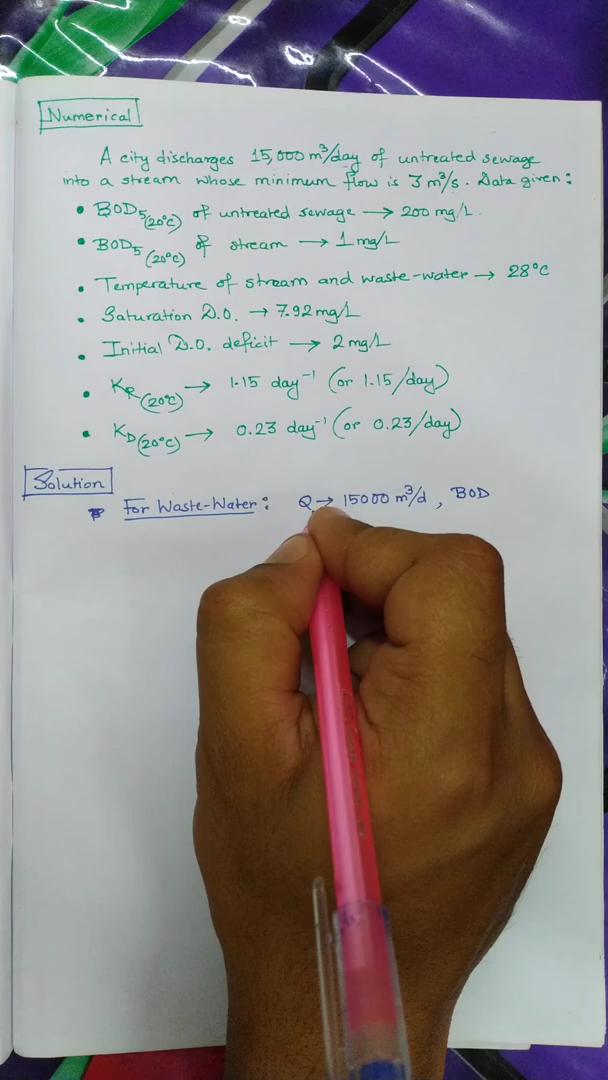 Numerical
A city discharges 15,000 m³/day of untreated sewage
into a stream whose minimum flow is 3 m³/s. Data given:
• BOD₅(20°C) of untreated sewage → 200 mg/L.
• BOD₅(20°C) of stream → 1 mg/L
• Temperature of stream and waste-water → 28°C
• Saturation D.O. → 7.92 mg/L
• Initial D.O. deficit → 2 mg/L
• K_R(20°C) → 1.15 day⁻¹ (or 1.15/day)
• K_D(20°C) → 0.23 day⁻¹ (or 0.23/day)
Solution
For Waste-Water: Q → 15000 m³/d, BOD